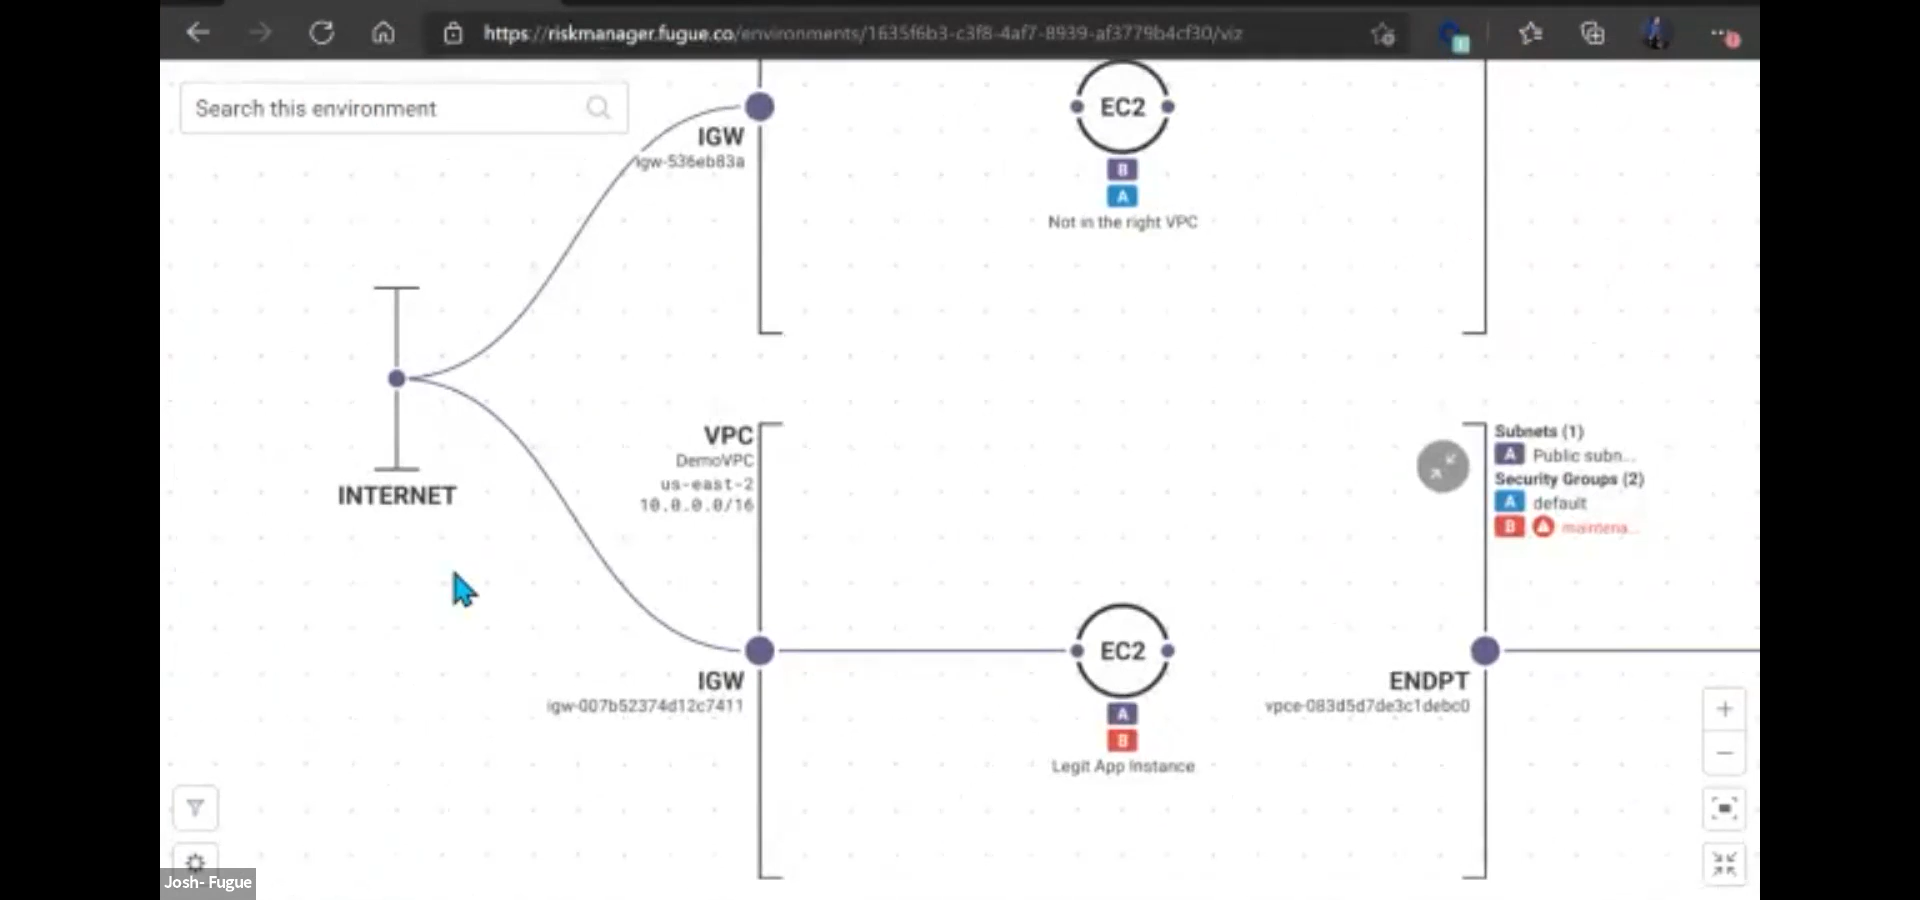 https://riskmanager.fugue.co/environments/1635f6b3-c3f8-4af7-8939-af3779b4cf30/viz
Search this environment
IGW
igw-536eb83a
EC2
B
A
Not in the right VPC
INTERNET
VPC
DemoVPC
us-east-2
10.0.0.0/16
Subnets (1)
A Public subn...
Security Groups (2)
A default
B maintena...
IGW
igw-007b52374d12c7411
EC2
A
B
Legit App Instance
ENDPT
vpce-083d5d7de3c1debc0
Josh- Fugue